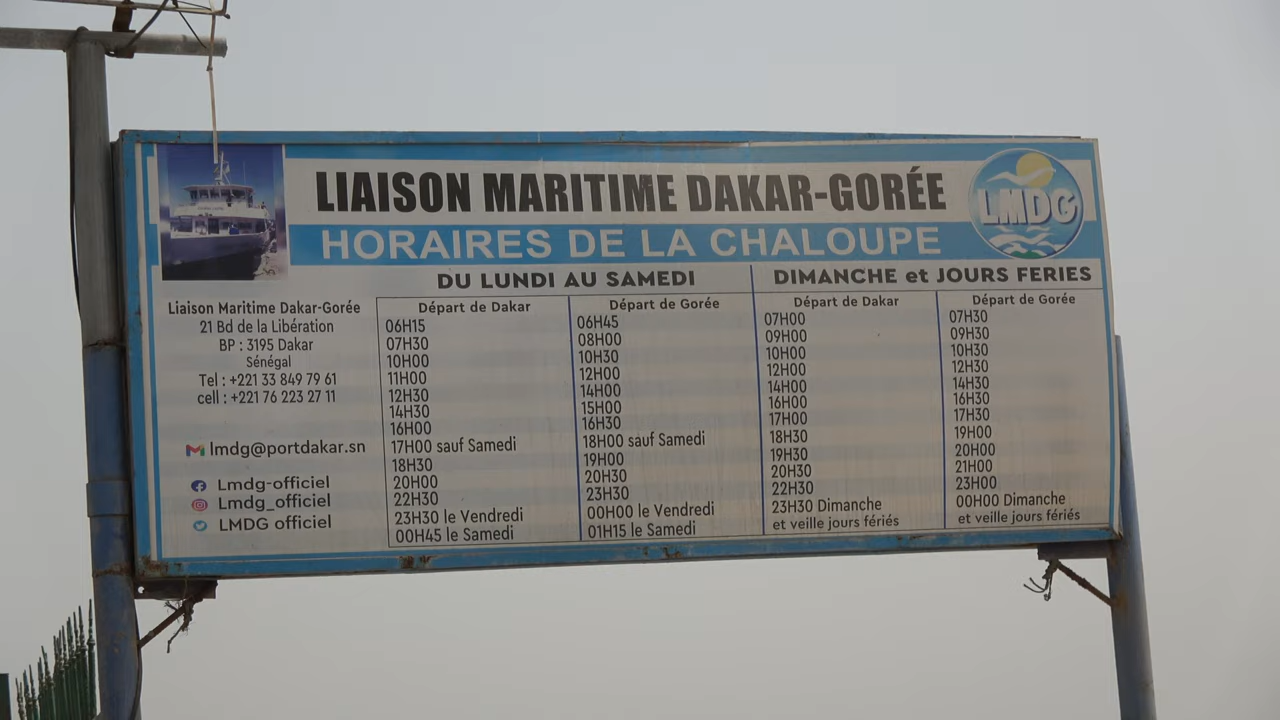 LIAISON MARITIME DAKAR-GORÉE
LMDG
HORAIRES DE LA CHALOUPE
DU LUNDI AU SAMEDI
DIMANCHE et JOURS FERIES
Liaison Maritime Dakar-Gorée
21 Bd de la Libération
BP : 3195 Dakar
Sénégal
Tel : +221 33 849 79 61
cell : +221 76 223 27 11
lmdg@portdakar.sn
Lmdg-officiel
Lmdg_officiel
LMDG officiel
Départ de Dakar
06H15
07H30
10H00
11H00
12H30
14H30
16H00
17H00 sauf Samedi
18H30
20H00
22H30
23H30 le Vendredi
00H45 le Samedi
Départ de Gorée
06H45
08H00
10H30
12H00
14H00
15H00
16H30
18H00 sauf Samedi
19H00
20H30
23H30
00H00 le Vendredi
01H15 le Samedi
Départ de Dakar
07H00
09H00
10H00
12H00
14H00
16H00
17H00
18H30
19H30
20H30
22H30
23H30 Dimanche
et veille jours fériés
Départ de Gorée
07H30
09H30
10H30
12H30
14H30
16H30
17H30
19H00
20H00
21H00
23H00
00H00 Dimanche
et veille jours fériés